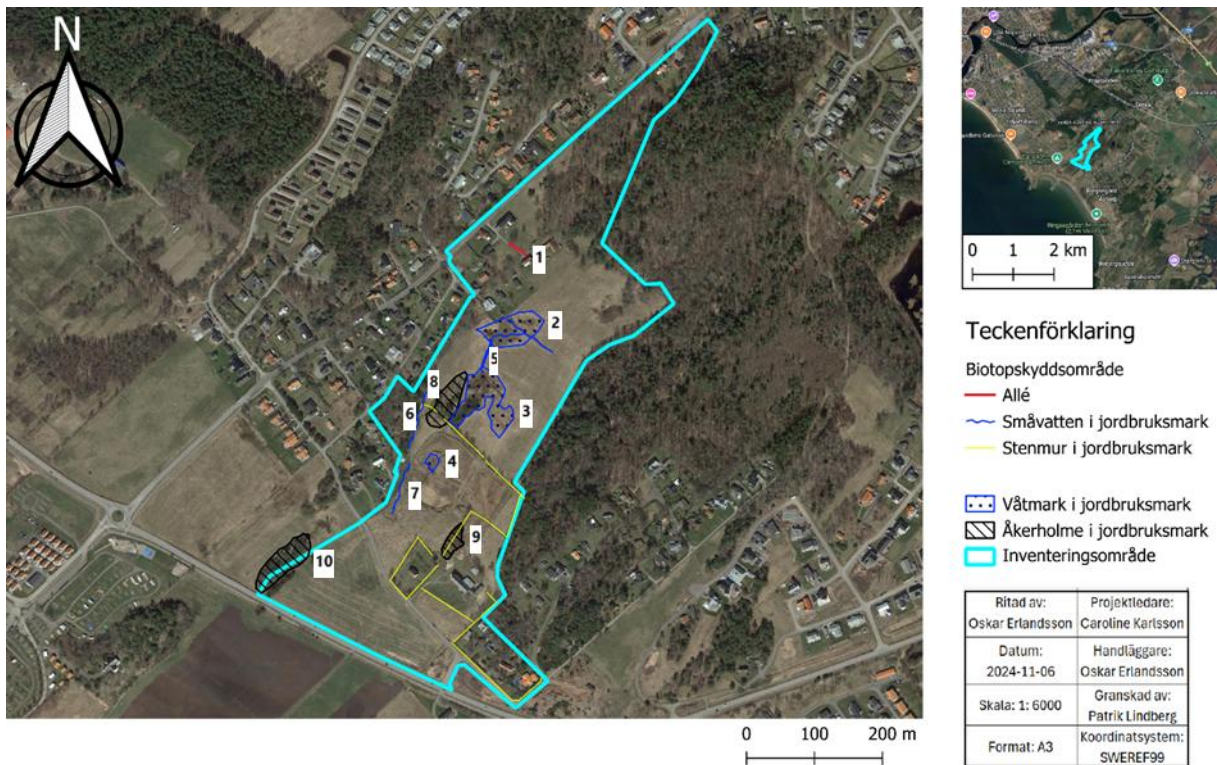 N
1
2
5
8
3
6
4
7
9
10
0 100 200 m
0 1 2 km
Teckenförklaring
Biotopskyddsområde
Allé
Småvatten i jordbruksmark
Stenmur i jordbruksmark
Våtmark i jordbruksmark
Åkerholme i jordbruksmark
Inventeringsområde
Ritad av:
Oskar Erlandsson
Projektledare:
Caroline Karlsson
Datum:
2024-11-06
Handläggare:
Oskar Erlandsson
Skala: 1: 6000
Granskad av:
Patrik Lindberg
Format: A3
Koordinatsystem:
SWEREF99